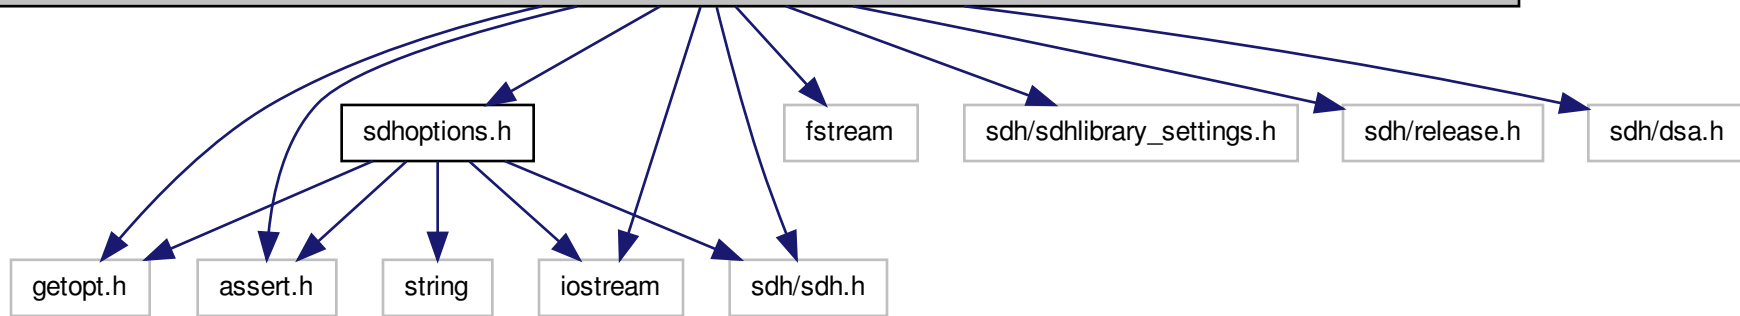 sdhoptions.h
fstream
sdh/sdhlibrary_settings.h
sdh/release.h
sdh/dsa.h
getopt.h
assert.h
string
iostream
sdh/sdh.h